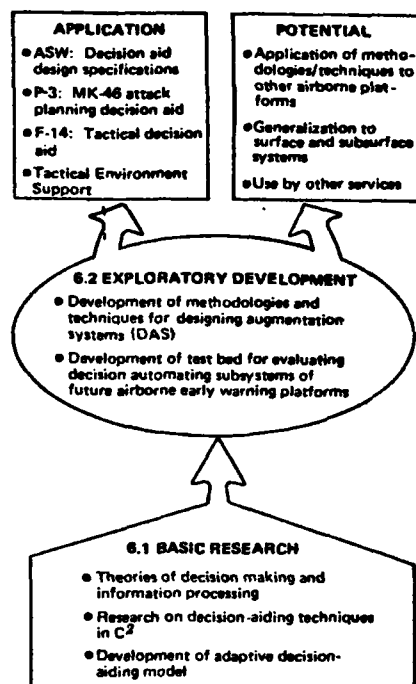 APPLICATION
● ASW: Decision aid
design specifications
● P-3: MK-46 attack
planning decision aid
● F-14: Tactical decision
aid
● Tactical Environment
Support
POTENTIAL
● Application of metho-
dologies/techniques to
other airborne plat-
forms
● Generalization to
surface and subsurface
systems
● Use by other services
6.2 EXPLORATORY DEVELOPMENT
● Development of methodologies and
techniques for designing augmentation
systems (DAS)
● Development of test bed for evaluating
decision automating subsystems of
future airborne early warning platforms
6.1 BASIC RESEARCH
● Theories of decision making and
information processing
● Research on decision-aiding techniques
in C²
● Development of adaptive decision-
aiding model